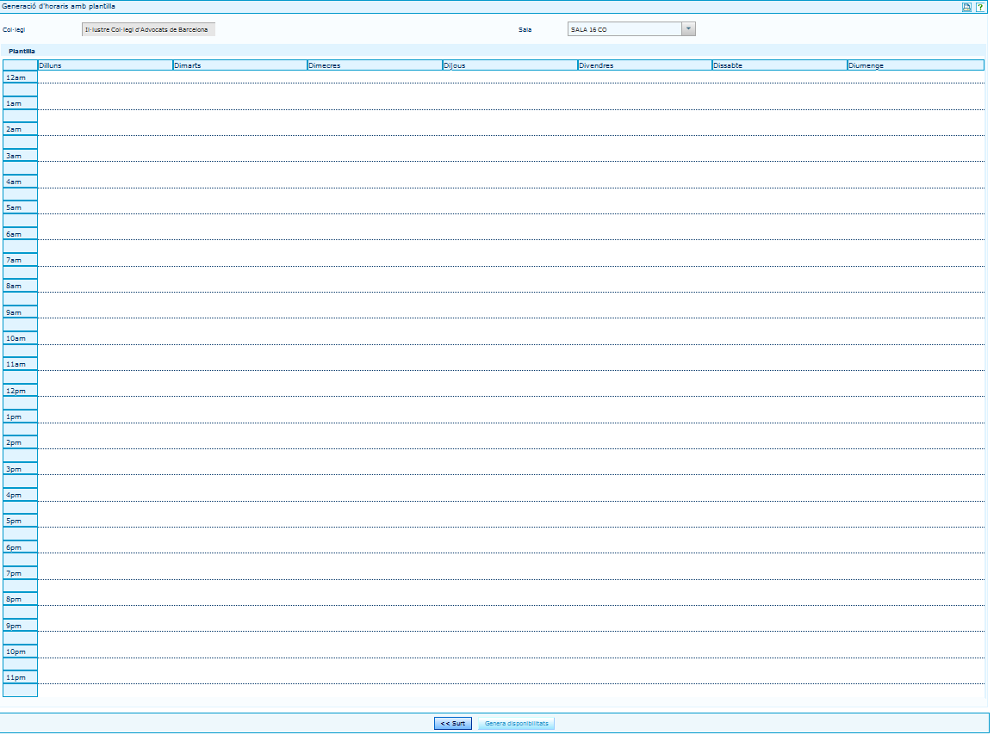 Generació d'horaris amb plantilla
Col·legi Il·lustre Col·legi d'Advocats de Barcelona Sala SALA 16 CO
Plantilla
Dilluns Dimarts Dimecres Dijous Divendres Dissabte Diumenge
12am
1am
2am
3am
4am
5am
6am
7am
8am
9am
10am
11am
12pm
1pm
2pm
3pm
4pm
5pm
6pm
7pm
8pm
9pm
10pm
11pm
<< Surt Genera disponibilitats